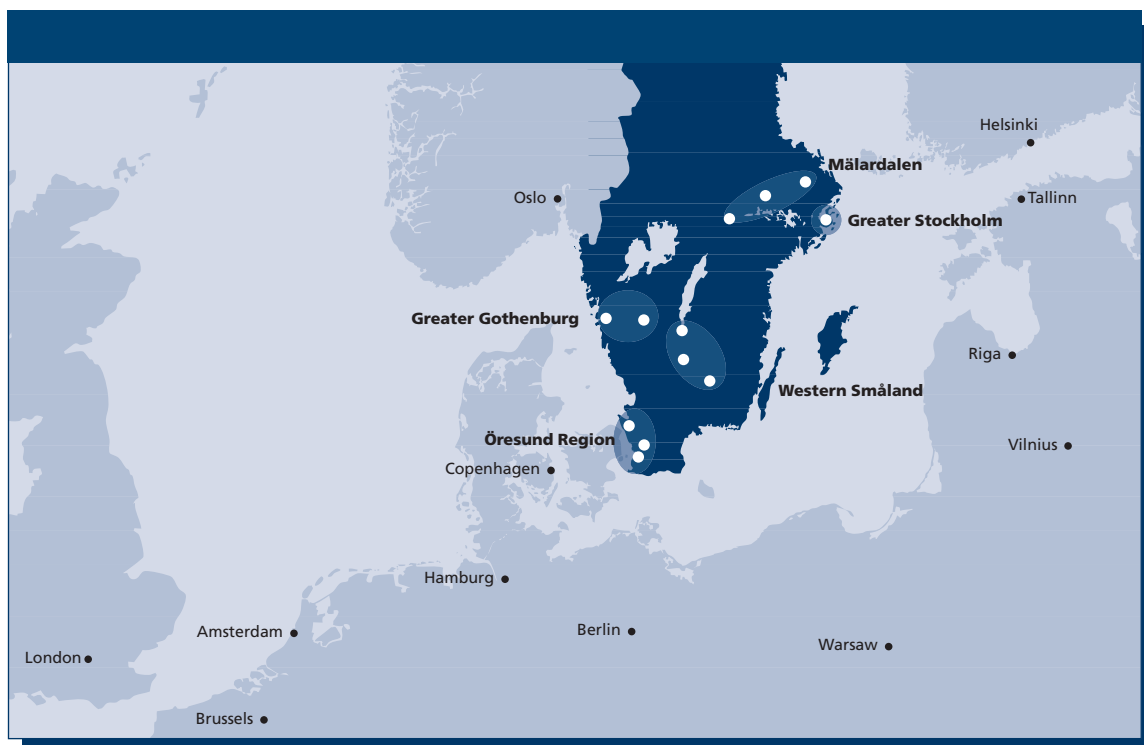 Helsinki
Mälardalen
Oslo
Tallinn
Greater Stockholm
Greater Gothenburg
Riga
Western Småland
Öresund Region
Vilnius
Copenhagen
Hamburg
Berlin
Amsterdam
Warsaw
London
Brussels